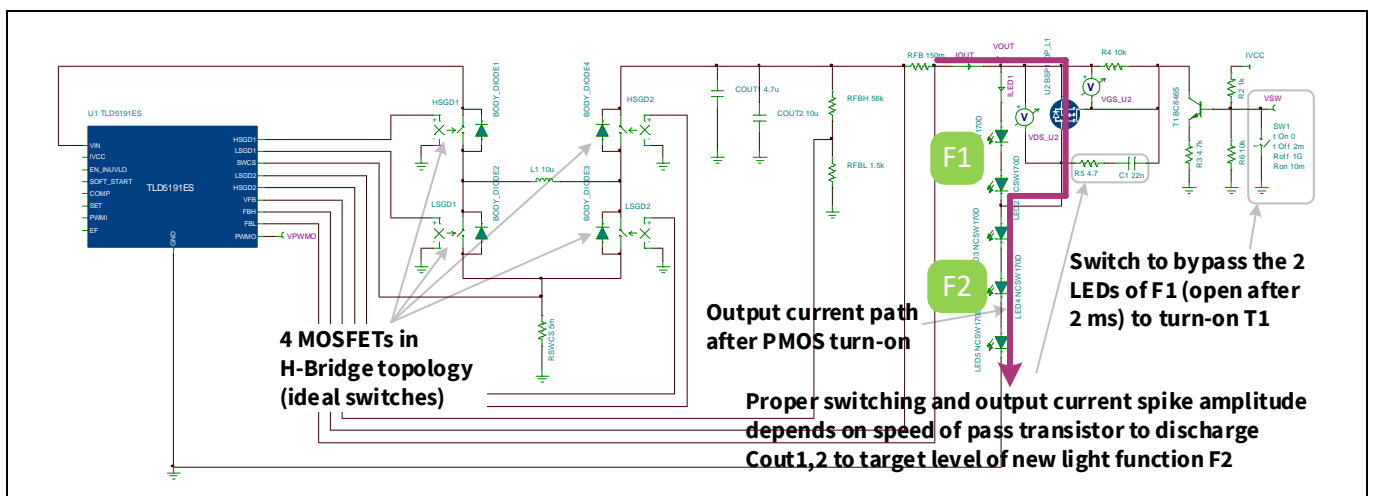 U1 TLD5191ES
VIN
IVCC
EN_INUVLO
SOFT_START
COMP
SET
PWMI
EF
TLD5191ES
GND
HSGD1
LSGD1
SWCS
LSGD2
HSGD2
VFB
FBH
FBL
PWMO
VPWMO
HSGD1
BODY_DIODE1
BODY_DIODE4
HSGD2
L1 10u
LSGD1
BODY_DIODE2
BODY_DIODE3
LSGD2
RSWCS 5m
4 MOSFETs in
H-Bridge topology
(ideal switches)
COUT1 4.7u
COUT2 10u
RFBH 56k
RFBL 1.5k
RFB 150m
IOUT
VOUT
ILED1
VDS_U2
V
VGS_U2
V
R4 10k
T1 BC846S
R3 4.7k
IVCC
R2 1k
R6 10k
VSW
SW1
t On 0
t Off 2m
Roff 1G
Ron 10m
R5 4.7
C1 22n
F1
F2
LED4 NCSW170D
LED5 NCSW170D
Output current path
after PMOS turn-on
Switch to bypass the 2
LEDs of F1 (open after
2 ms) to turn-on T1
Proper switching and output current spike amplitude
depends on speed of pass transistor to discharge
Cout1,2 to target level of new light function F2